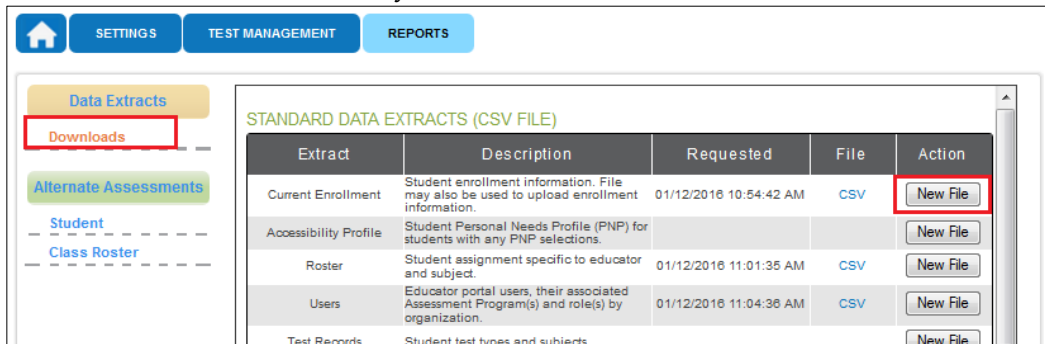 SETTINGS
TEST MANAGEMENT
REPORTS
Data Extracts
Downloads
Alternate Assessments
Student
Class Roster
STANDARD DATA EXTRACTS (CSV FILE)
Extract Description Requested File Action
Current Enrollment
Student enrollment information. File
may also be used to upload enrollment
information.
01/12/2016 10:54:42 AM
CSV
New File
Accessibility Profile
Student Personal Needs Profile (PNP) for
students with any PNP selections.
New File
Roster
Student assignment specific to educator
and subject.
01/12/2016 11:01:35 AM
CSV
New File
Users
Educator portal users, their associated
Assessment Program(s) and role(s) by
organization.
01/12/2016 11:04:36 AM
CSV
New File
Test Records
Student test types and subjects
New File